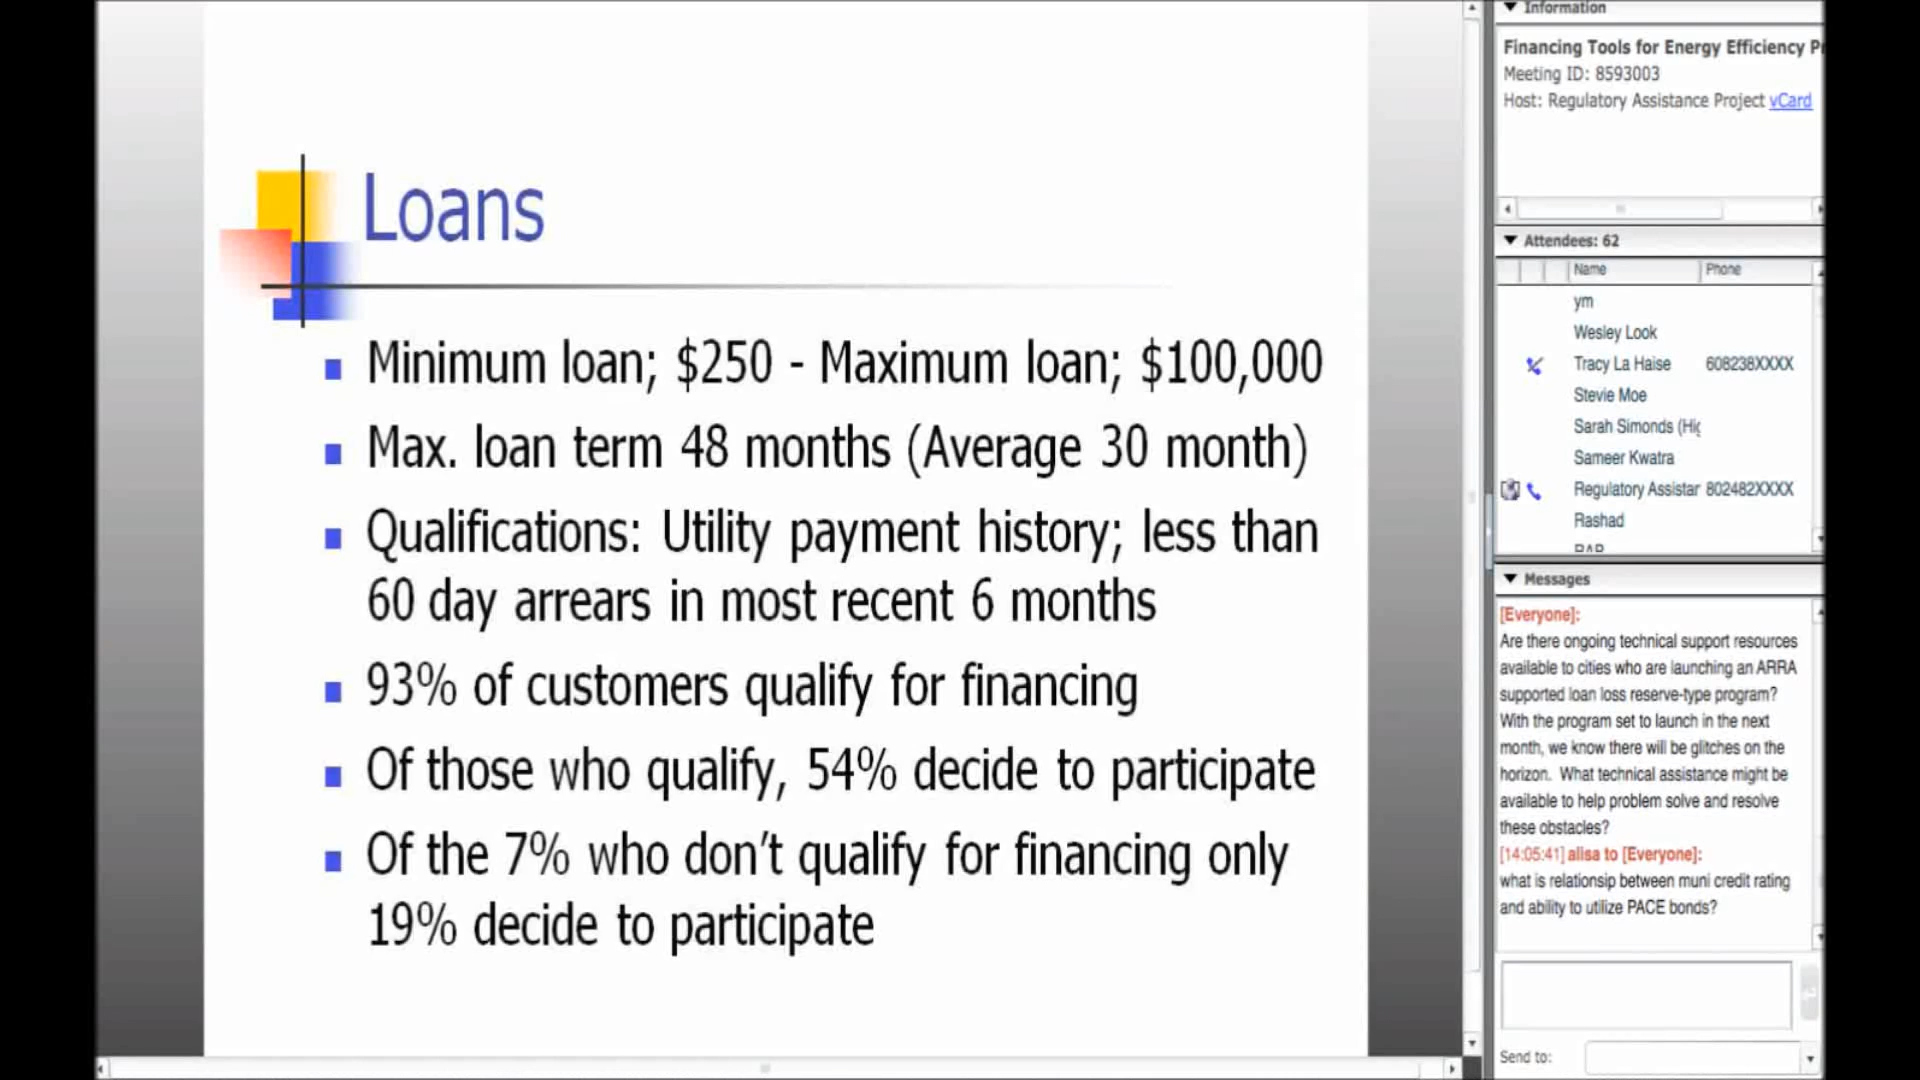 Loans
Minimum loan; $250 - Maximum loan; $100,000
Max. loan term 48 months (Average 30 month)
Qualifications: Utility payment history; less than
60 day arrears in most recent 6 months
93% of customers qualify for financing
Of those who qualify, 54% decide to participate
Of the 7% who don't qualify for financing only
19% decide to participate
Information
Financing Tools for Energy Efficiency Pr
Meeting ID: 8593003
Host: Regulatory Assistance Project vCard
Attendees: 62
Name Phone
ym
Wesley Look
Tracy La Haise 608238XXXX
Stevie Moe
Sarah Simonds (Hig
Sameer Kwatra
Regulatory Assistar 802482XXXX
Rashad
Messages
[Everyone]:
Are there ongoing technical support resources
available to cities who are launching an ARRA
supported loan loss reserve-type program?
With the program set to launch in the next
month, we know there will be glitches on the
horizon. What technical assistance might be
available to help problem solve and resolve
these obstacles?
[14:05:41] alisa to [Everyone]:
what is relationsip between muni credit rating
and ability to utilize PACE bonds?
Send to: